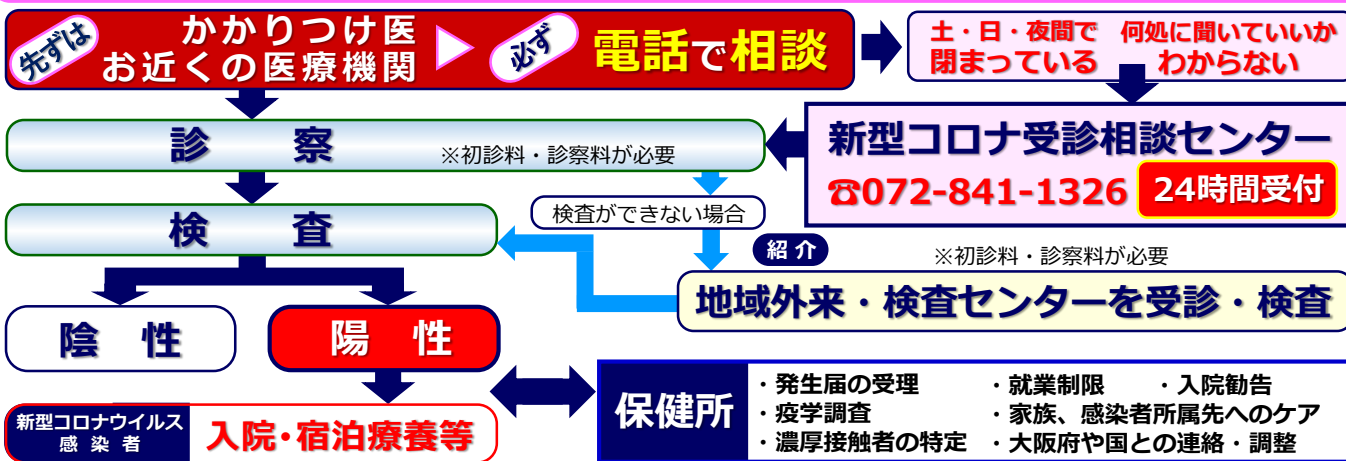 先ずは
かかりつけ医
お近くの医療機関
必ず
電話で相談
土・日・夜間で
閉まっている
何処に聞いていいか
わからない
新型コロナ受診相談センター
☎072-841-1326 24時間受付
診 察 ※初診料・診察料が必要
検査ができない場合
検 査
紹介
※初診料・診察料が必要
地域外来・検査センターを受診・検査
陰 性
陽 性
新型コロナウイルス
感染者
入院・宿泊療養等
保健所
・発生届の受理 ・就業制限 ・入院勧告
・疫学調査 ・家族、感染者所属先へのケア
・濃厚接触者の特定 ・大阪府や国との連絡・調整